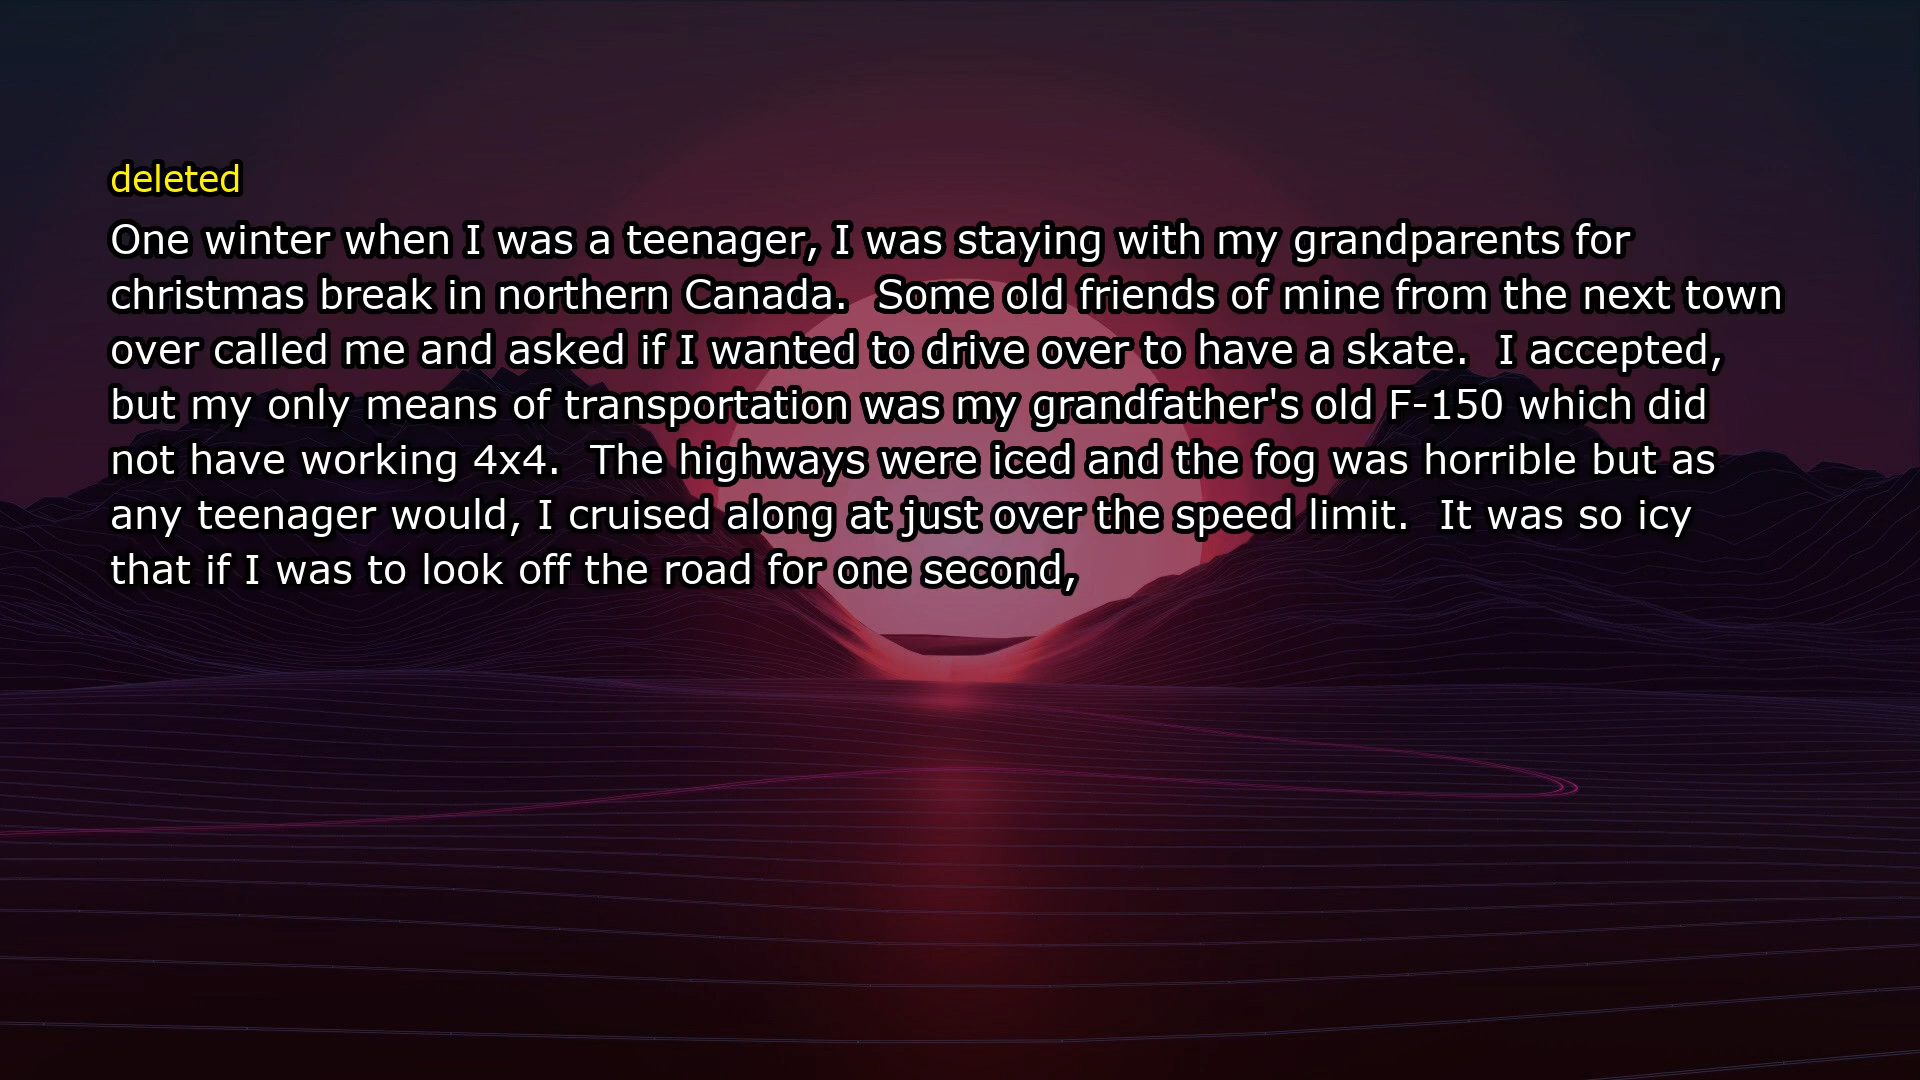 deleted
One winter when I was a teenager, I was staying with my grandparents for
christmas break in northern Canada.  Some old friends of mine from the next town
over called me and asked if I wanted to drive over to have a skate.  I accepted,
but my only means of transportation was my grandfather's old F-150 which did
not have working 4x4.  The highways were iced and the fog was horrible but as
any teenager would, I cruised along at just over the speed limit.  It was so icy
that if I was to look off the road for one second,